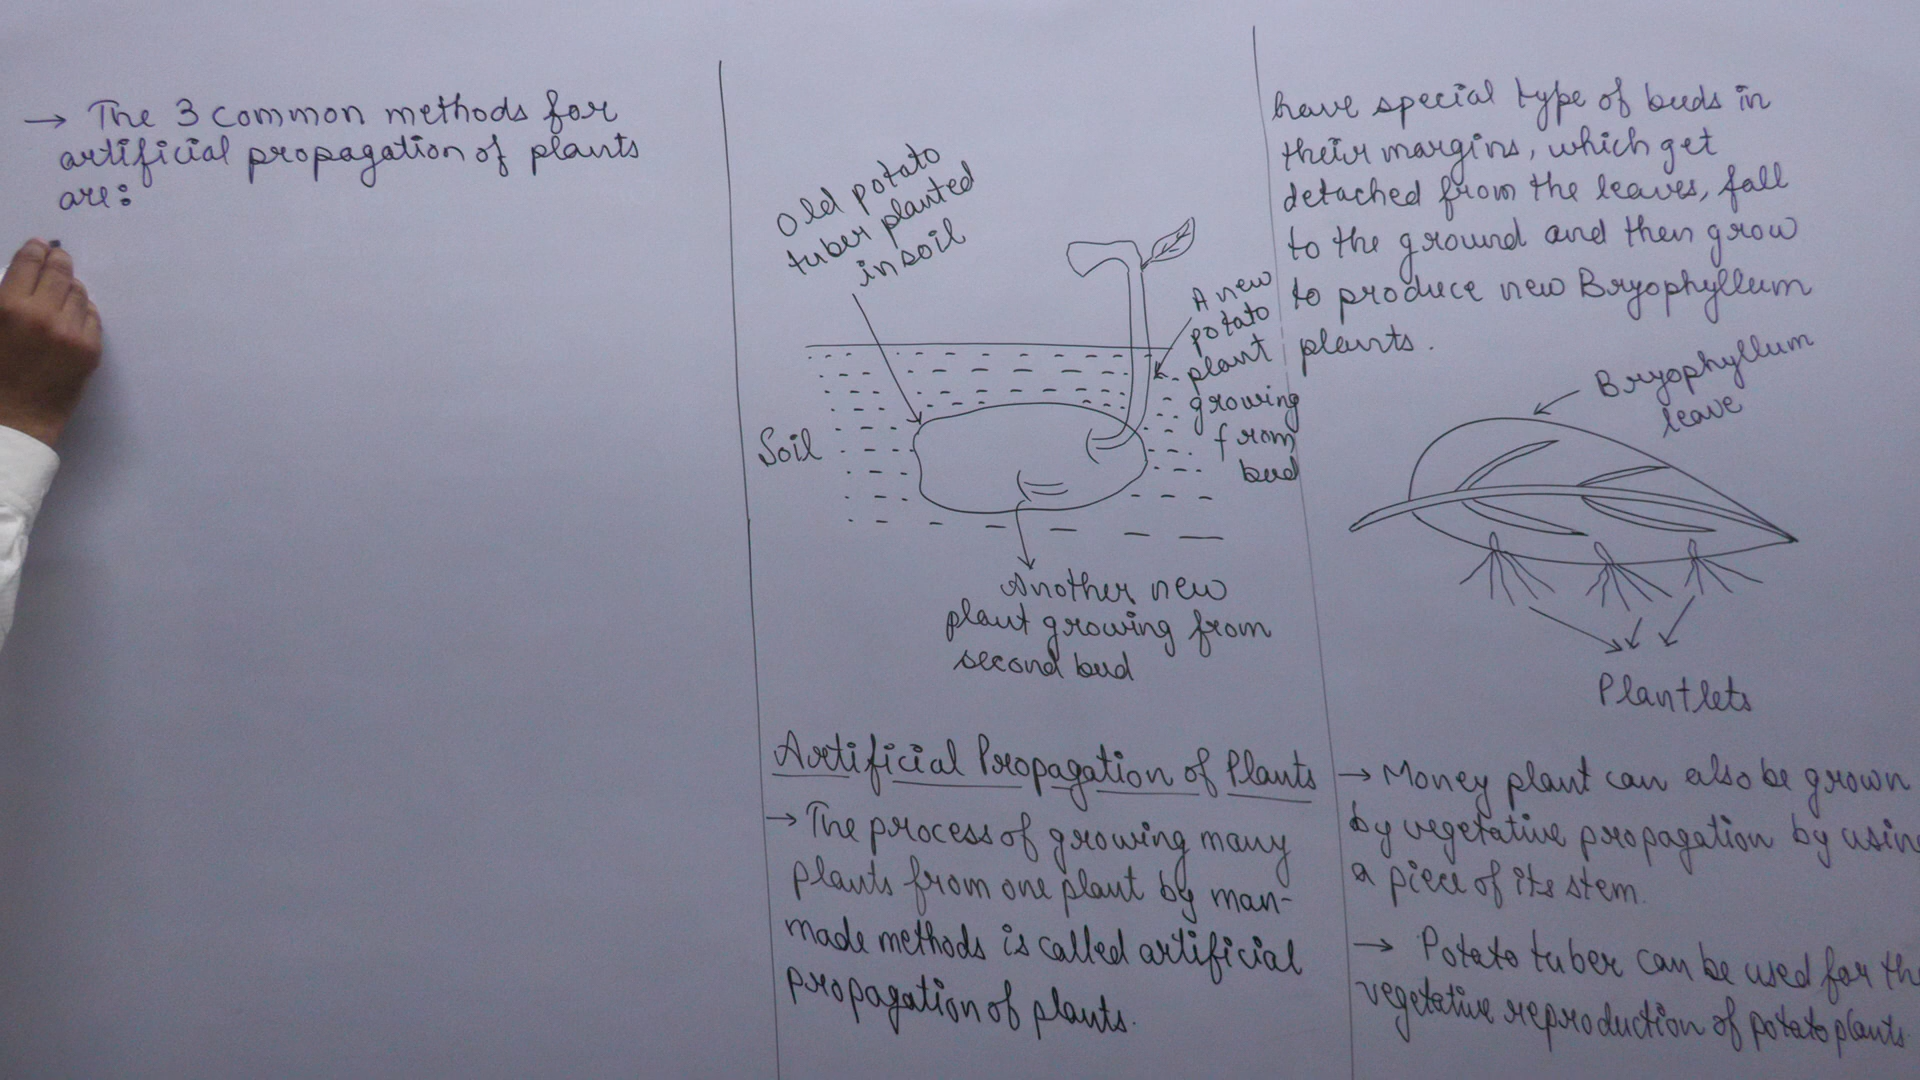 → The 3 common methods for
artificial propagation of plants
are:
Old potato
tuber planted
in soil
A new
potato
plant
growing
from
bud
Soil
Another new
plant growing from
second bud
Artificial Propagation of Plants
→ The process of growing many
plants from one plant by man-
made methods is called artificial
propagation of plants.
have special type of buds in
their margins, which get
detached from the leaves, fall
to the ground and then grow
to produce new Bryophyllum
plants.
Bryophyllum
leave
Plantlets
→ Money plant can also be grown
by vegetative propagation by usin
a piece of its stem.
→ Potato tuber can be used for th
vegetative reproduction of potato plants.